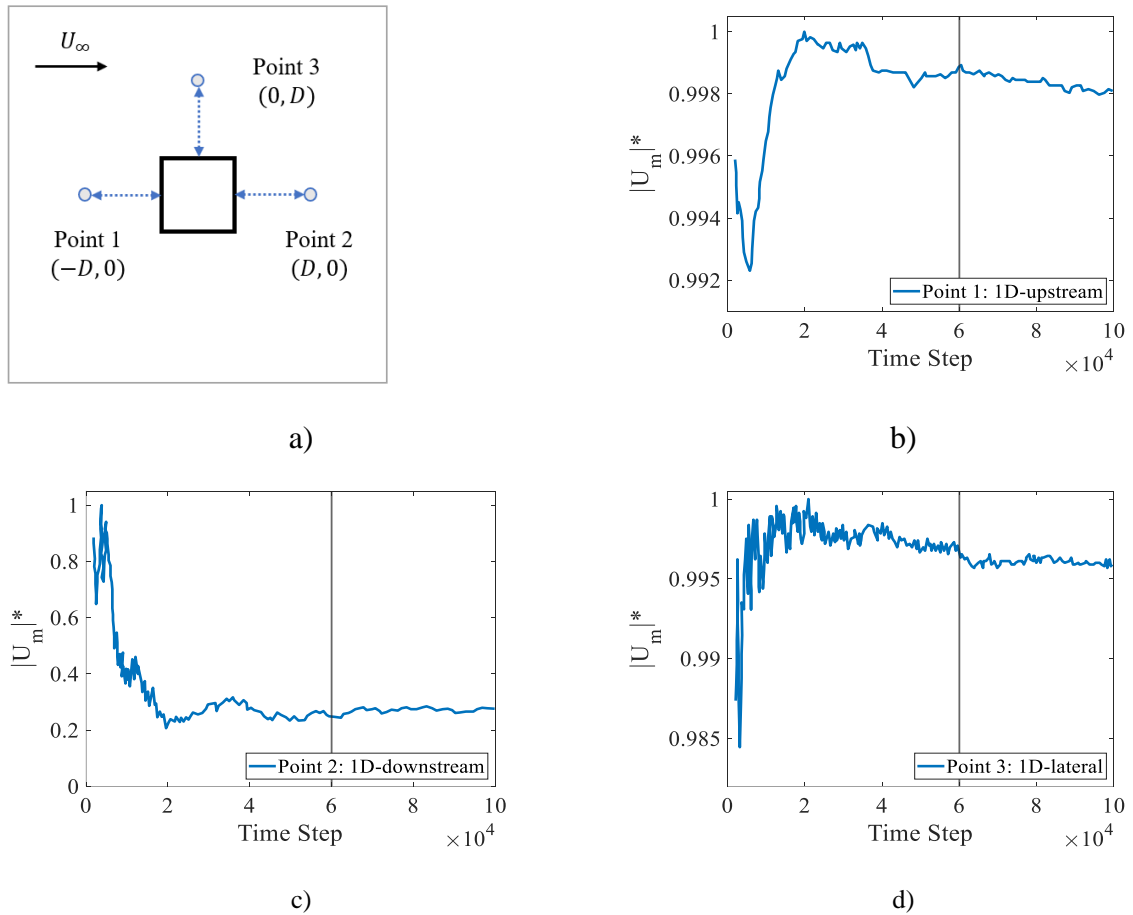 U∞
Point 3
(0, D)
Point 1
(−D, 0)
Point 2
(D, 0)
a)
1
0.998
0.996
0.994
0.992
|U_m|*
Point 1: 1D-upstream
0 2 4 6 8 10
Time Step
×10^4
b)
1
0.8
0.6
0.4
0.2
0
|U_m|*
Point 2: 1D-downstream
0 2 4 6 8 10
Time Step
×10^4
c)
1
0.995
0.99
0.985
|U_m|*
Point 3: 1D-lateral
0 2 4 6 8 10
Time Step
×10^4
d)